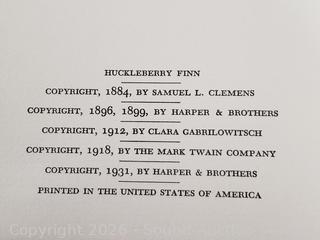 HUCKLEBERRY FINN
COPYRIGHT, 1884, BY SAMUEL L. CLEMENS
COPYRIGHT, 1896, 1899, BY HARPER & BROTHERS
COPYRIGHT, 1912, BY CLARA GABRILOWITSCH
COPYRIGHT, 1918, BY THE MARK TWAIN COMPANY
COPYRIGHT, 1931, BY HARPER & BROTHERS
PRINTED IN THE UNITED STATES OF AMERICA